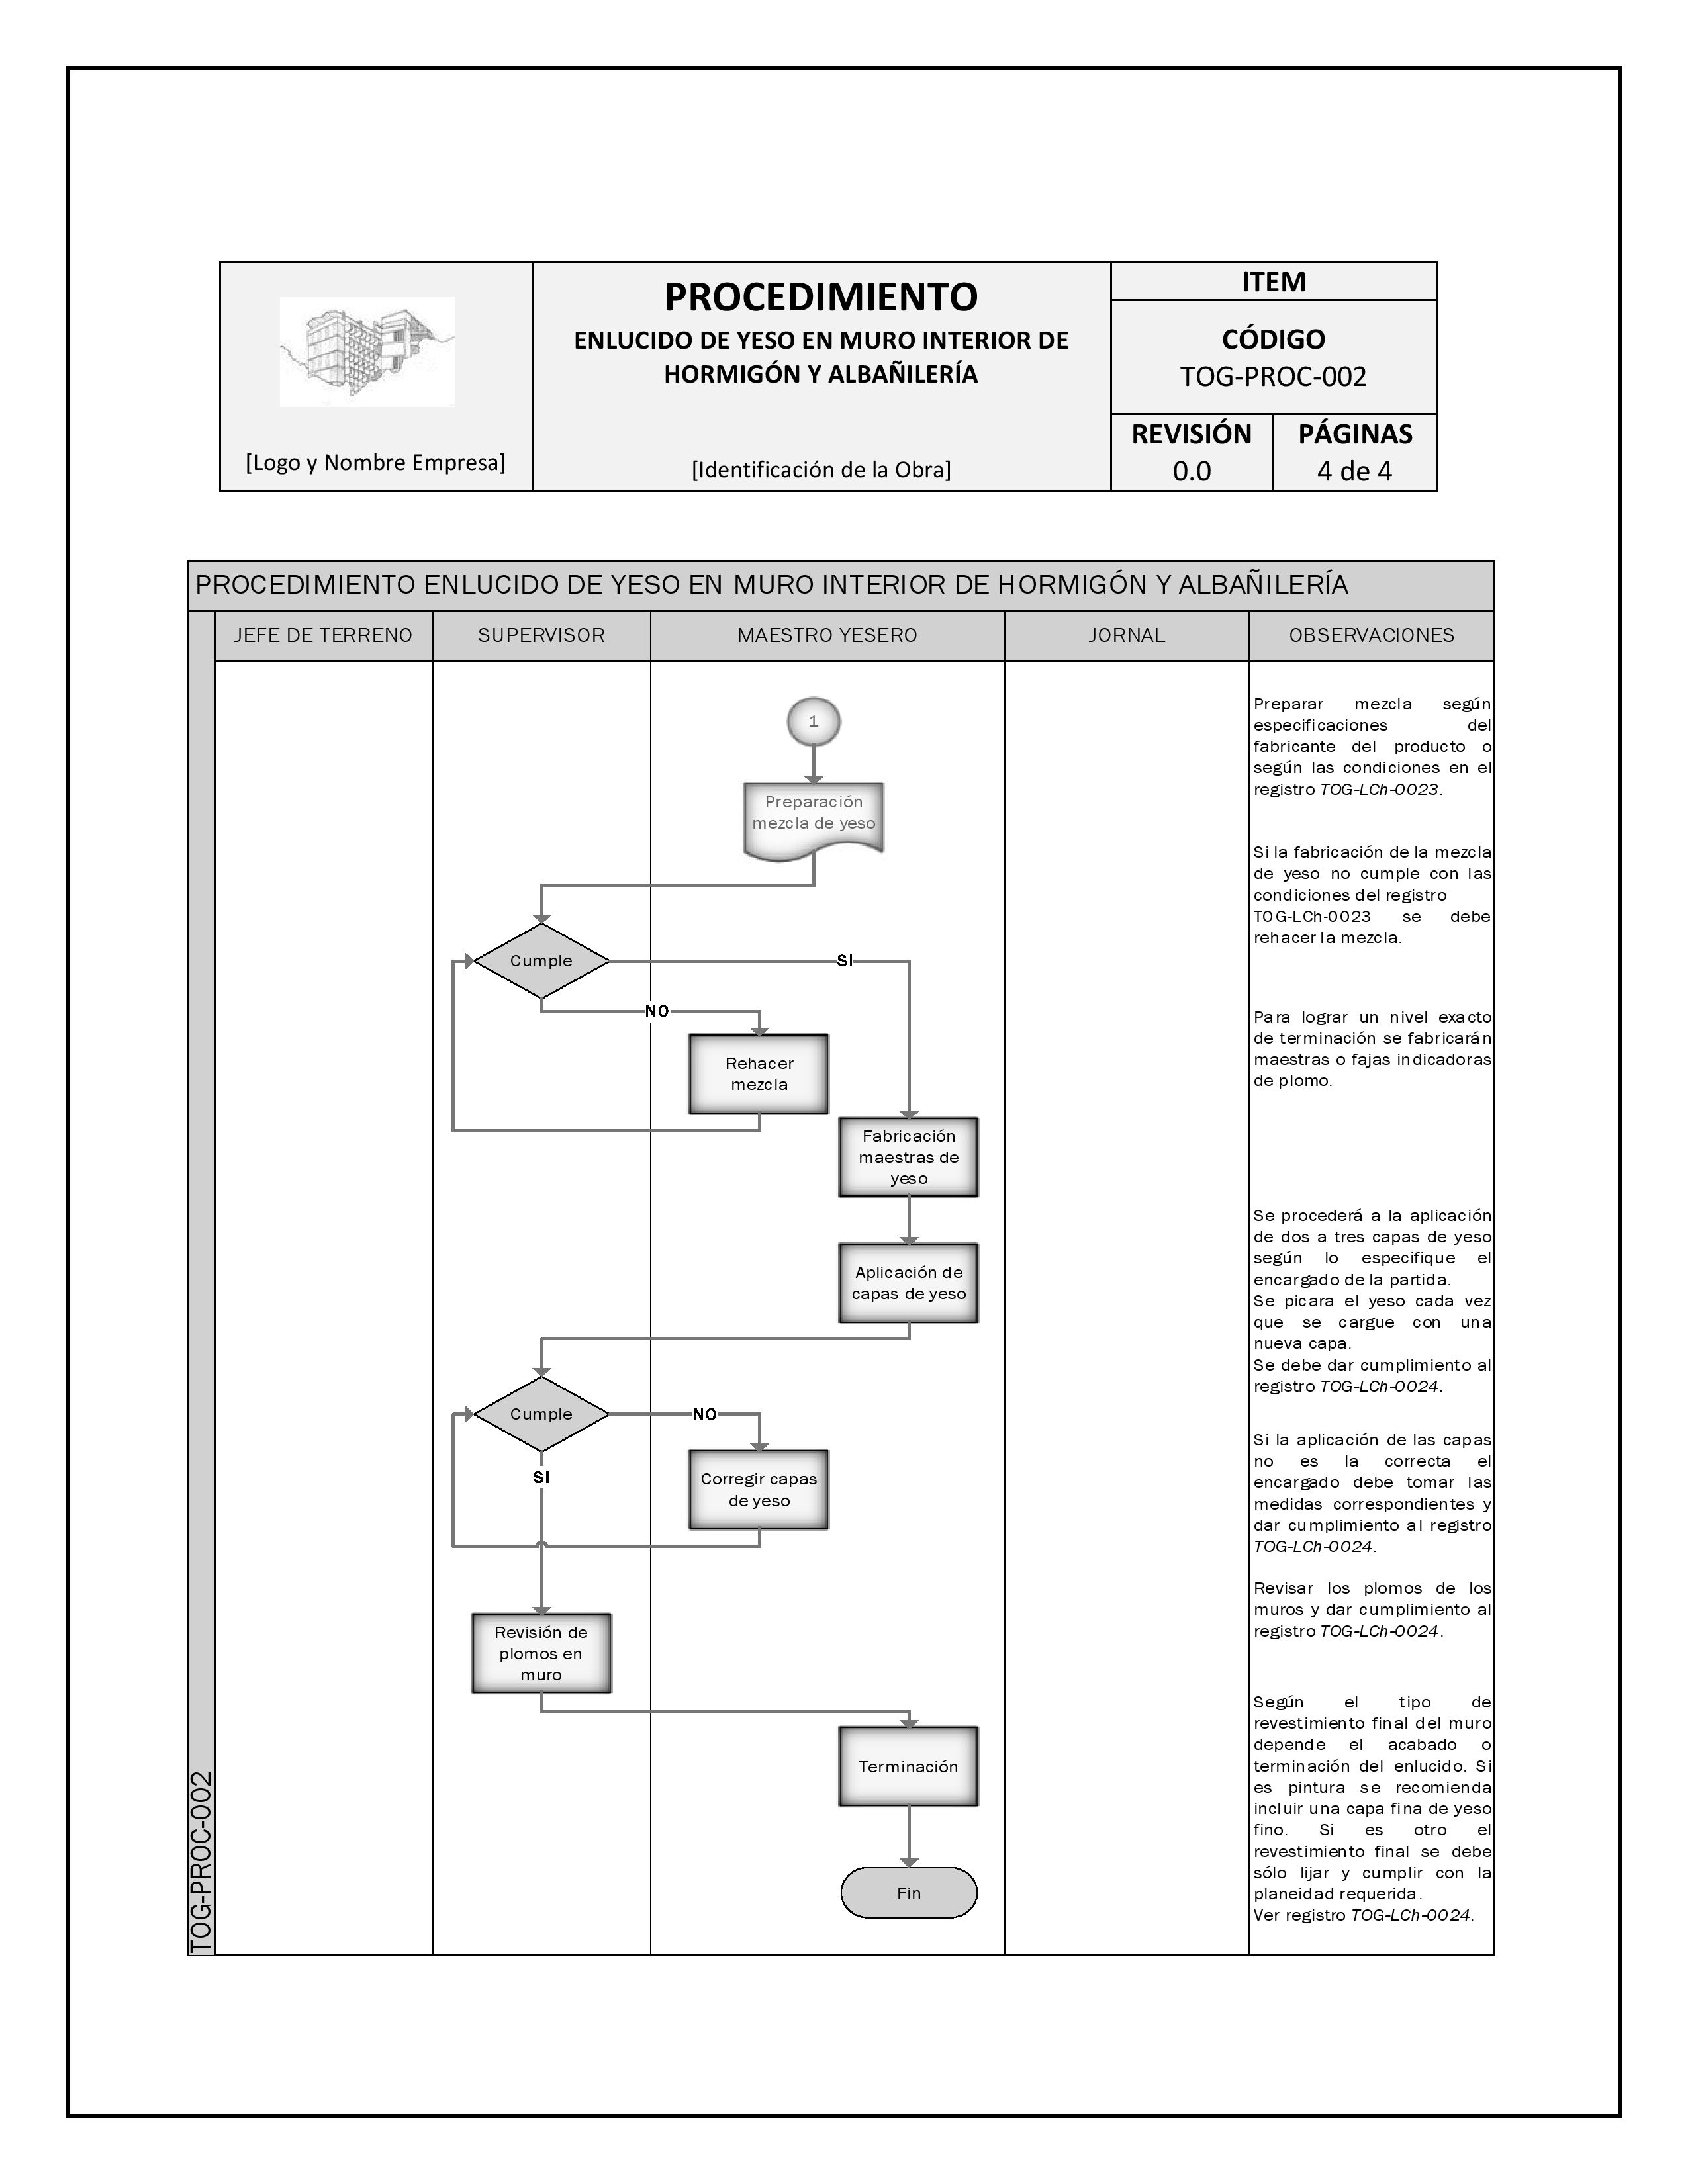 PROCEDIMIENTO
ENLUCIDO DE YESO EN MURO INTERIOR DE
HORMIGÓN Y ALBAÑILERÍA
[Logo y Nombre Empresa]
[Identificación de la Obra]
ITEM
CÓDIGO
TOG-PROC-002
REVISIÓN
0.0
PÁGINAS
4 de 4
PROCEDIMIENTO ENLUCIDO DE YESO EN MURO INTERIOR DE HORMIGÓN Y ALBAÑILERÍA
JEFE DE TERRENO
SUPERVISOR
MAESTRO YESERO
JORNAL
OBSERVACIONES
TOG-PROC-002
1
Preparación
mezcla de yeso
Cumple
SI
NO
Rehacer
mezcla
Fabricación
maestras de
yeso
Aplicación de
capas de yeso
Cumple
NO
SI
Corregir capas
de yeso
Revisión de
plomos en
muro
Terminación
Fin
Preparar mezcla según
especificaciones del
fabricante del producto o
según las condiciones en el
registro TOG-LCh-0023.
Si la fabricación de la mezcla
de yeso no cumple con las
condiciones del registro
TOG-LCh-0023 se debe
rehacer la mezcla.
Para lograr un nivel exacto
de terminación se fabricarán
maestras o fajas indicadoras
de plomo.
Se procederá a la aplicación
de dos a tres capas de yeso
según lo especifique el
encargado de la partida.
Se picara el yeso cada vez
que se cargue con una
nueva capa.
Se debe dar cumplimiento al
registro TOG-LCh-0024.
Si la aplicación de las capas
no es la correcta el
encargado debe tomar las
medidas correspondientes y
dar cumplimiento al registro
TOG-LCh-0024.
Revisar los plomos de los
muros y dar cumplimiento al
registro TOG-LCh-0024.
Según el tipo de
revestimiento final del muro
depende el acabado o
terminación del enlucido. Si
es pintura se recomienda
incluir una capa fina de yeso
fino. Si es otro el
revestimiento final se debe
sólo lijar y cumplir con la
planeidad requerida.
Ver registro TOG-LCh-0024.